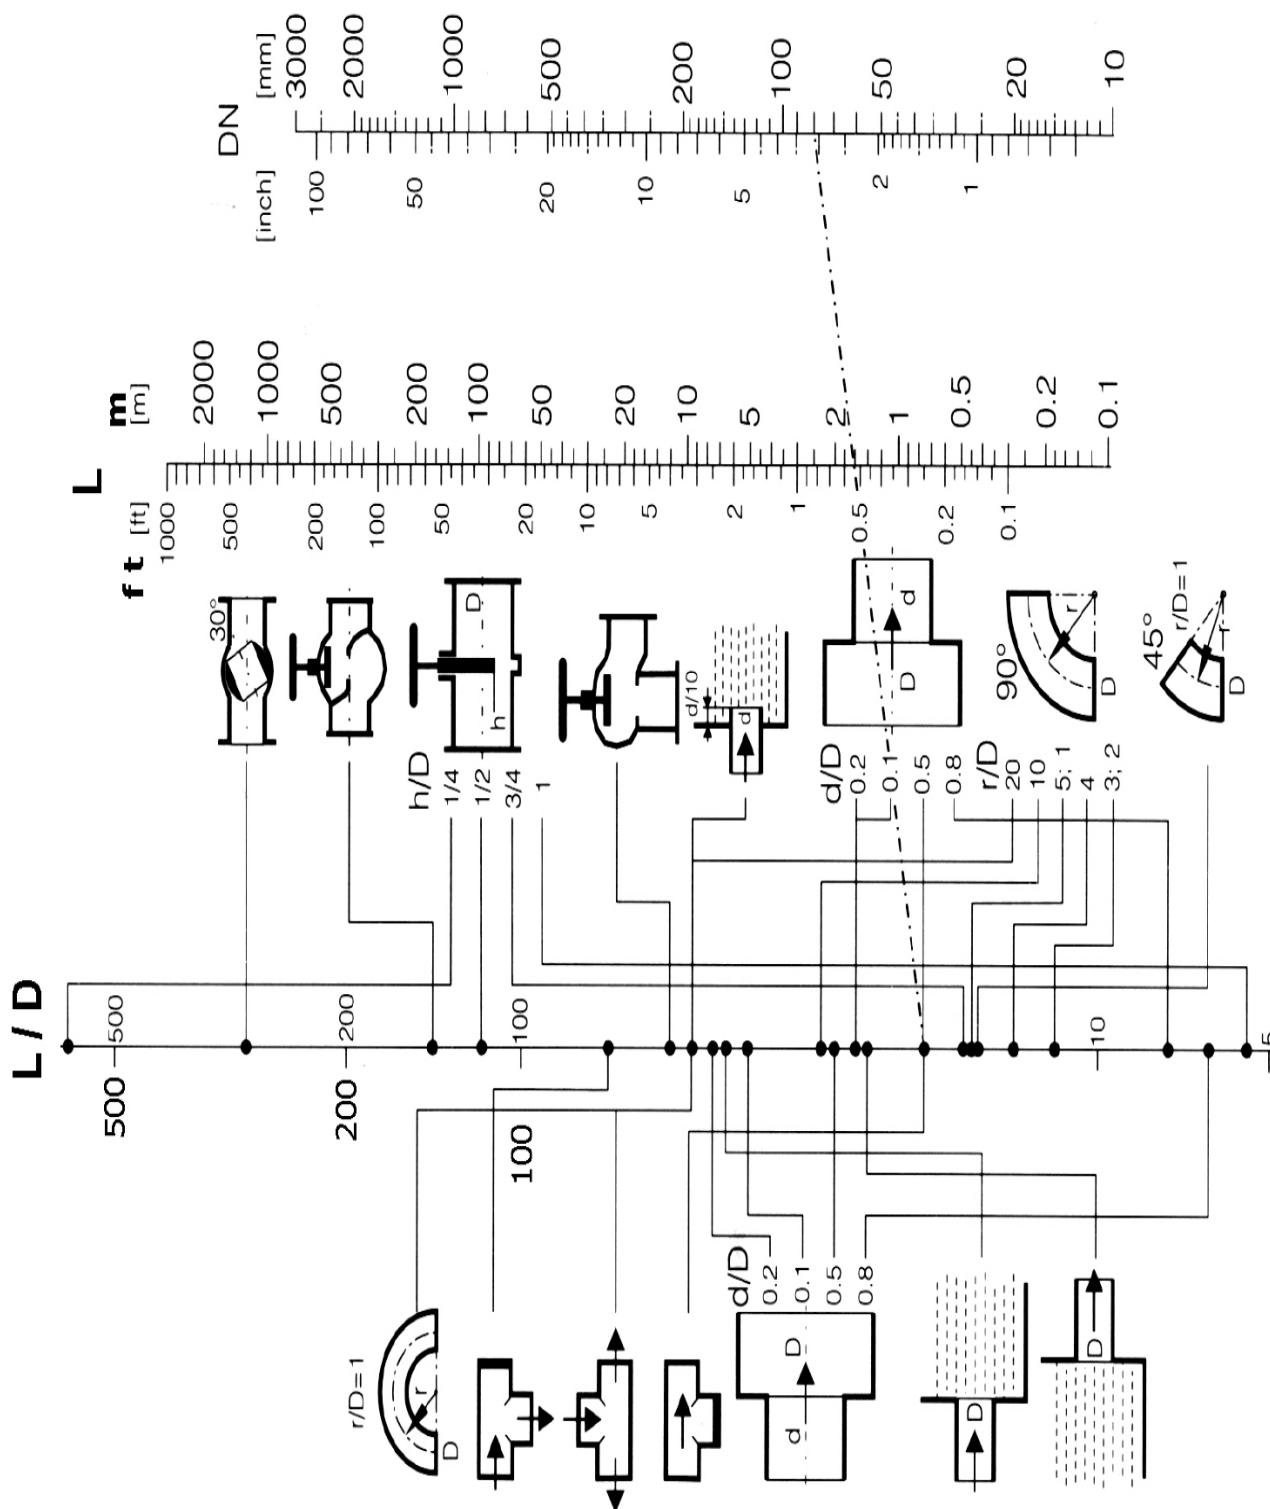 DN
[mm]
3000
2000
1000
500
200
100
50
20
10
[inch]
100
50
20
10
5
2
1
L
m
[m]
2000
1000
500
200
100
50
20
10
5
2
1
0.5
0.2
0.1
ft
[ft]
1000
500
200
100
50
20
10
5
2
1
0.5
0.2
0.1
30°
D
h
h/D
1/4
1/2
3/4
1
d/10
d
D
d
d/D
0.2
0.1
0.5
0.8
90°
r
D
r/D
20
10
5; 1
4
3; 2
45°
r/D=1
r
D
L / D
500
200
100
10
5
500
200
100
r/D=1
r
D
d/D
0.2
0.1
0.5
0.8
D
d
D
D